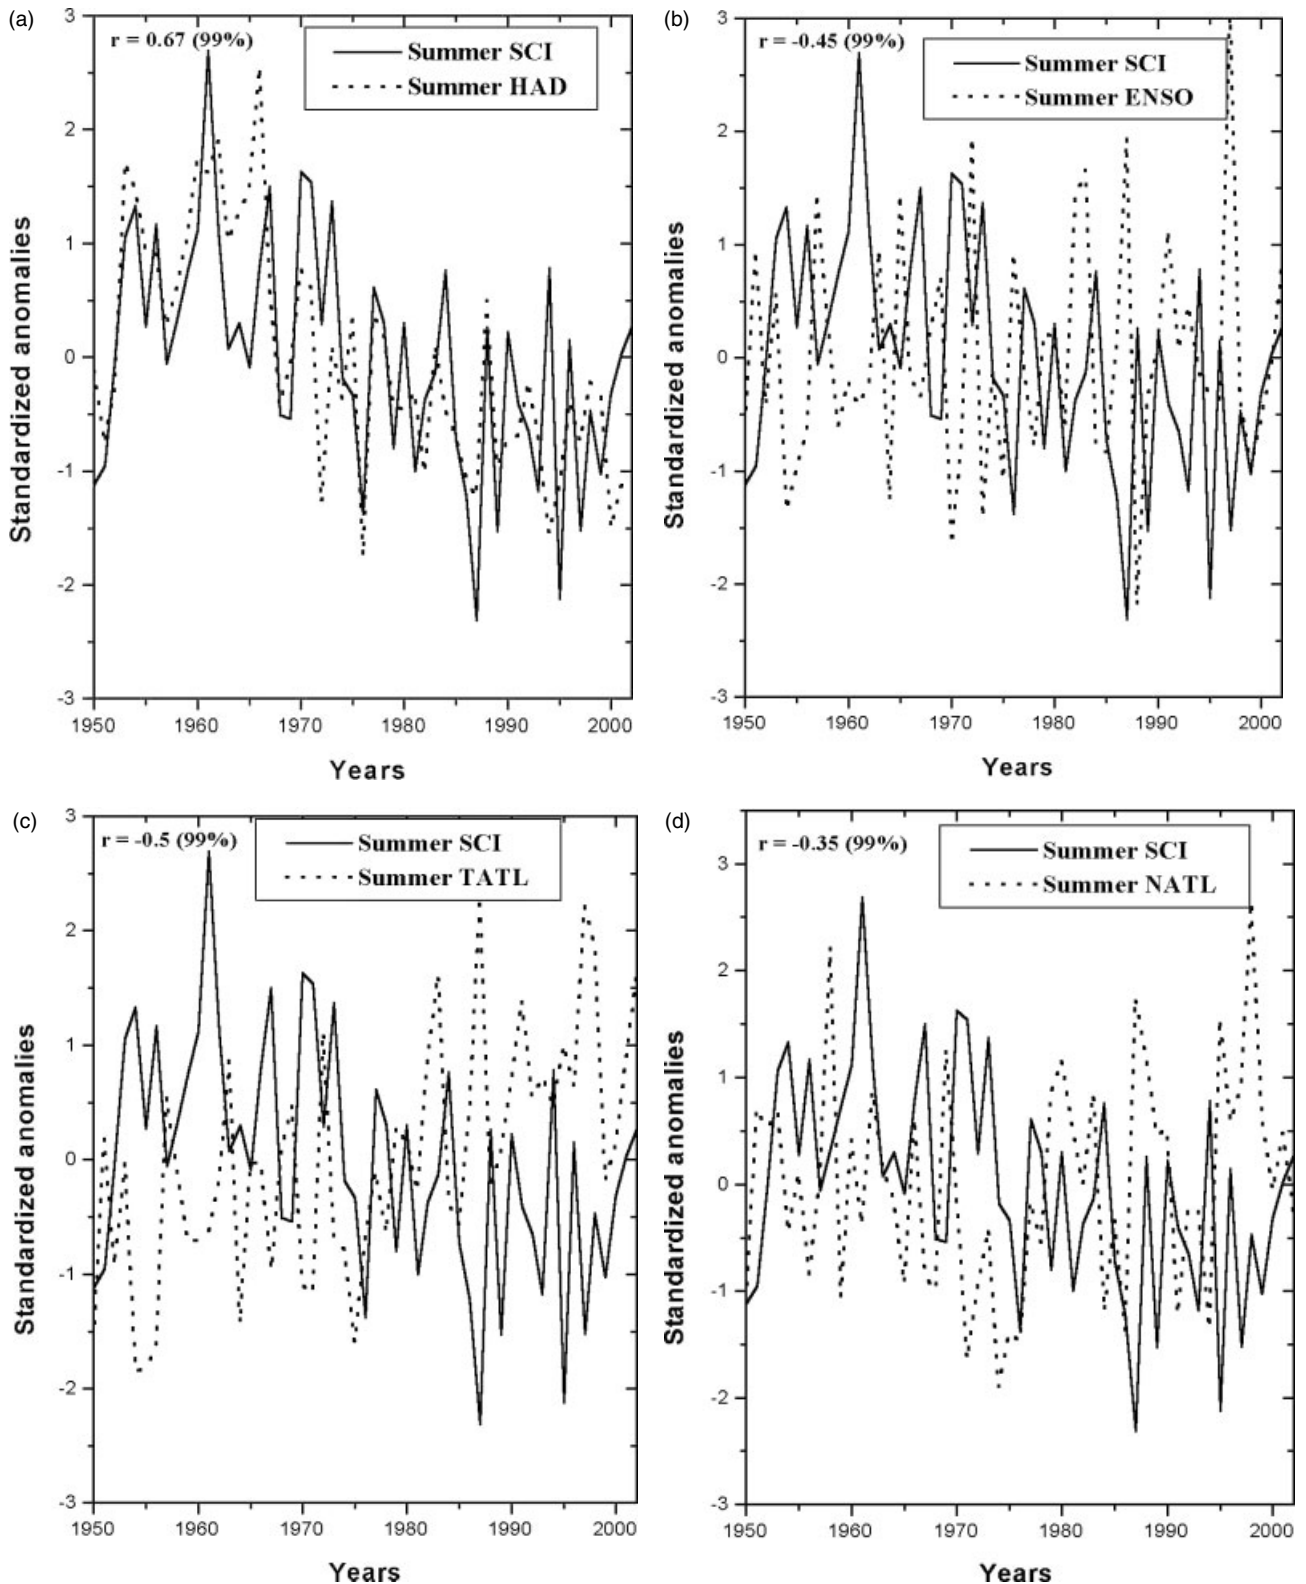 (a)
r = 0.67 (99%)
Summer SCI
Summer HAD
3
2
1
0
-1
-2
-3
Standardized anomalies
1950 1960 1970 1980 1990 2000
Years
(b)
r = -0.45 (99%)
Summer SCI
Summer ENSO
3
2
1
0
-1
-2
-3
Standardized anomalies
1950 1960 1970 1980 1990 2000
Years
(c)
r = -0.5 (99%)
Summer SCI
Summer TATL
3
2
1
0
-1
-2
-3
Standardized anomalies
1950 1960 1970 1980 1990 2000
Years
(d)
r = -0.35 (99%)
Summer SCI
Summer NATL
3
2
1
0
-1
-2
-3
Standardized anomalies
1950 1960 1970 1980 1990 2000
Years